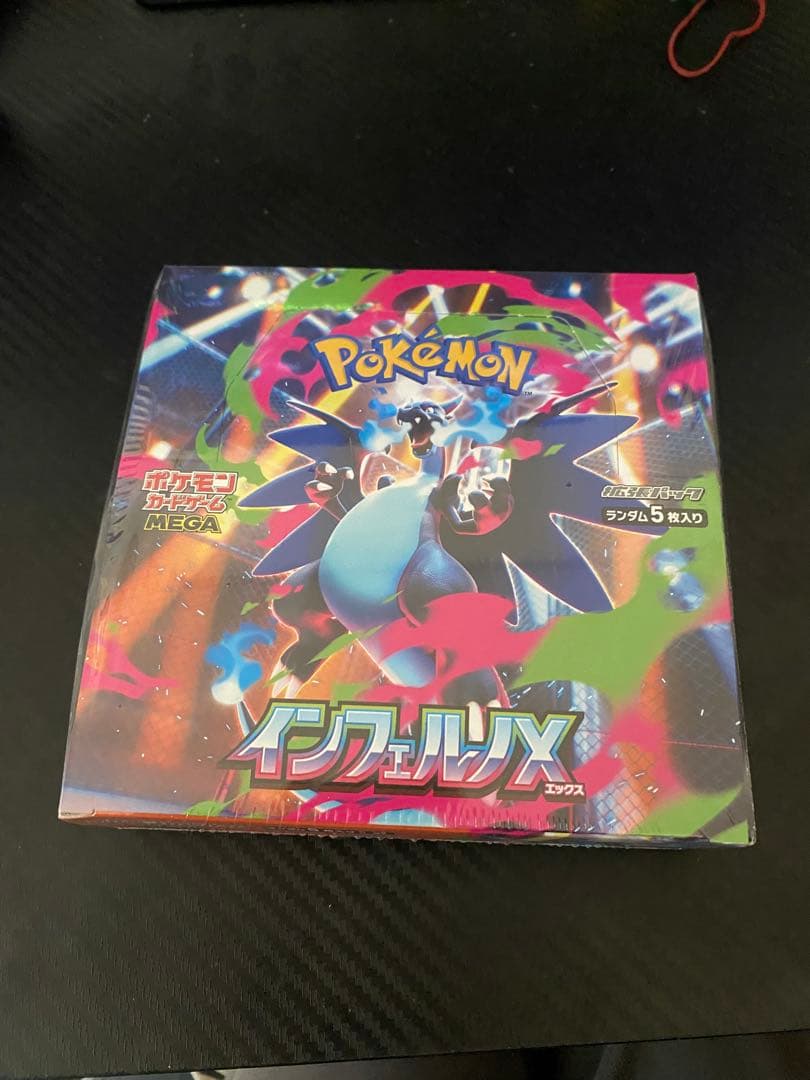 POKéMON
TM
ポケモン
カードゲーム
MEGA
拡張パック
ランダム5枚入り
インフェルノX
エックス